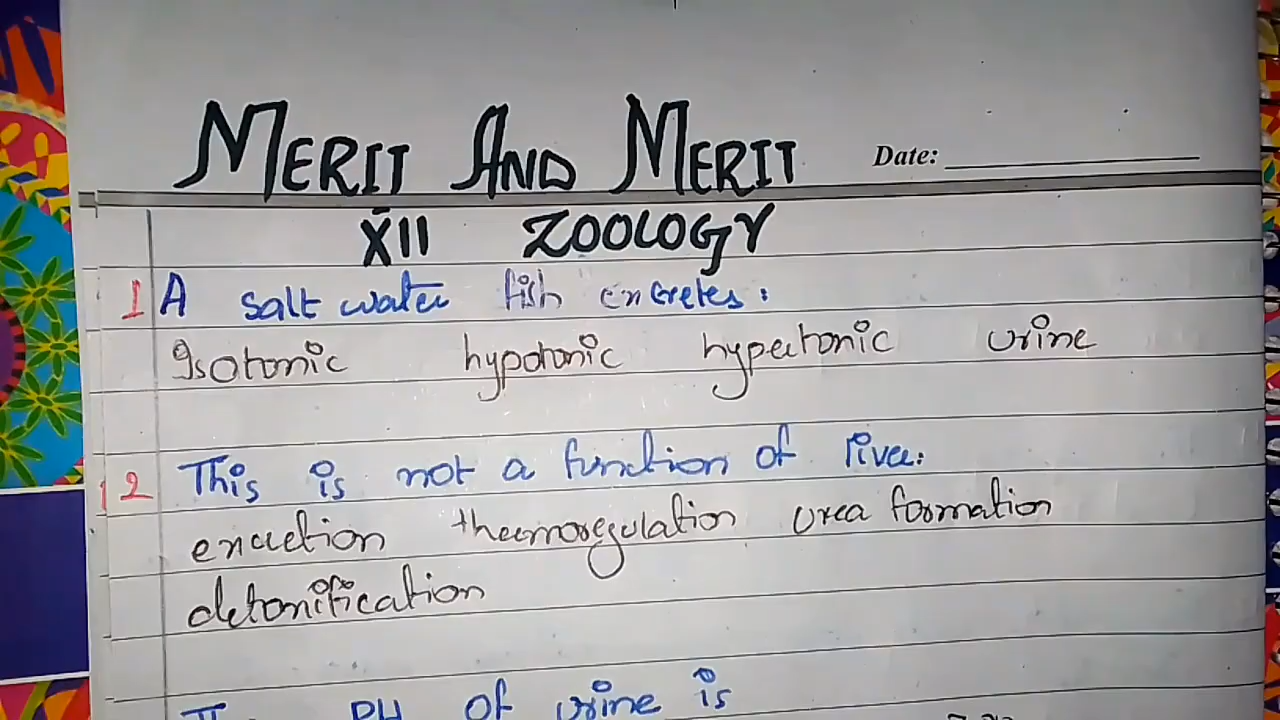 MERIT AND MERIT
Date:
XII ZOOLOGY
1 A salt water fish excretes:
Isotonic hypotonic hypertonic urine
2 This is not a function of liver:
excretion thermoregulation urea formation
detoxification
PH of urine is